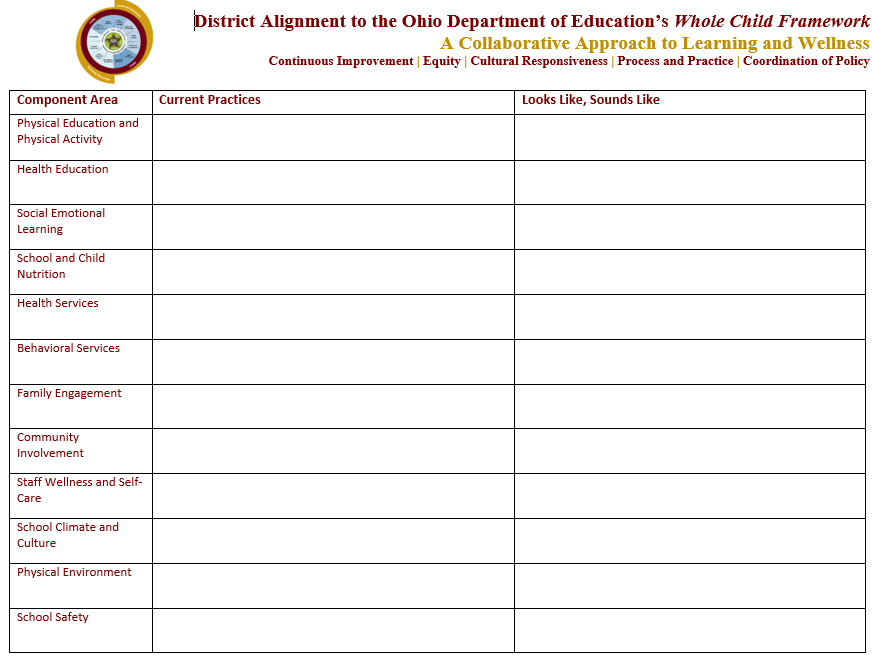 District Alignment to the Ohio Department of Education's Whole Child Framework
A Collaborative Approach to Learning and Wellness
Continuous Improvement | Equity | Cultural Responsiveness | Process and Practice | Coordination of Policy
Component Area Current Practices Looks Like, Sounds Like
Physical Education and
Physical Activity
Health Education
Social Emotional
Learning
School and Child
Nutrition
Health Services
Behavioral Services
Family Engagement
Community
Involvement
Staff Wellness and Self-
Care
School Climate and
Culture
Physical Environment
School Safety